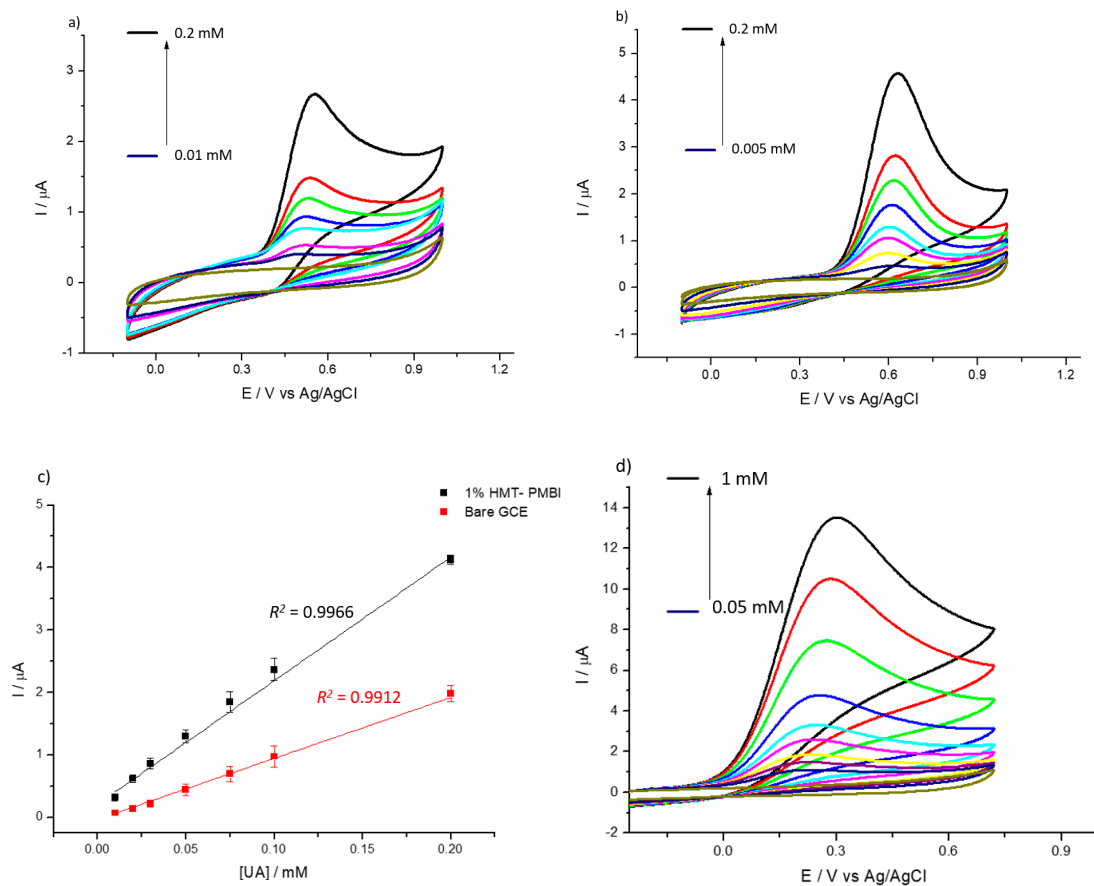 a)
0.2 mM
0.01 mM
3
2
1
0
-1
I / µA
0.0
0.3
0.6
0.9
1.2
E / V vs Ag/AgCl
b)
0.2 mM
0.005 mM
5
4
3
2
1
0
-1
I / µA
0.0
0.3
0.6
0.9
1.2
E / V vs Ag/AgCl
c)
1% HMT- PMBI
Bare GCE
5
4
3
2
1
0
I / µA
R² = 0.9966
R² = 0.9912
0.00
0.05
0.10
0.15
0.20
[UA] / mM
d)
1 mM
0.05 mM
14
12
10
8
6
4
2
0
-2
I / µA
0.0
0.3
0.6
0.9
E / V vs Ag/AgCl